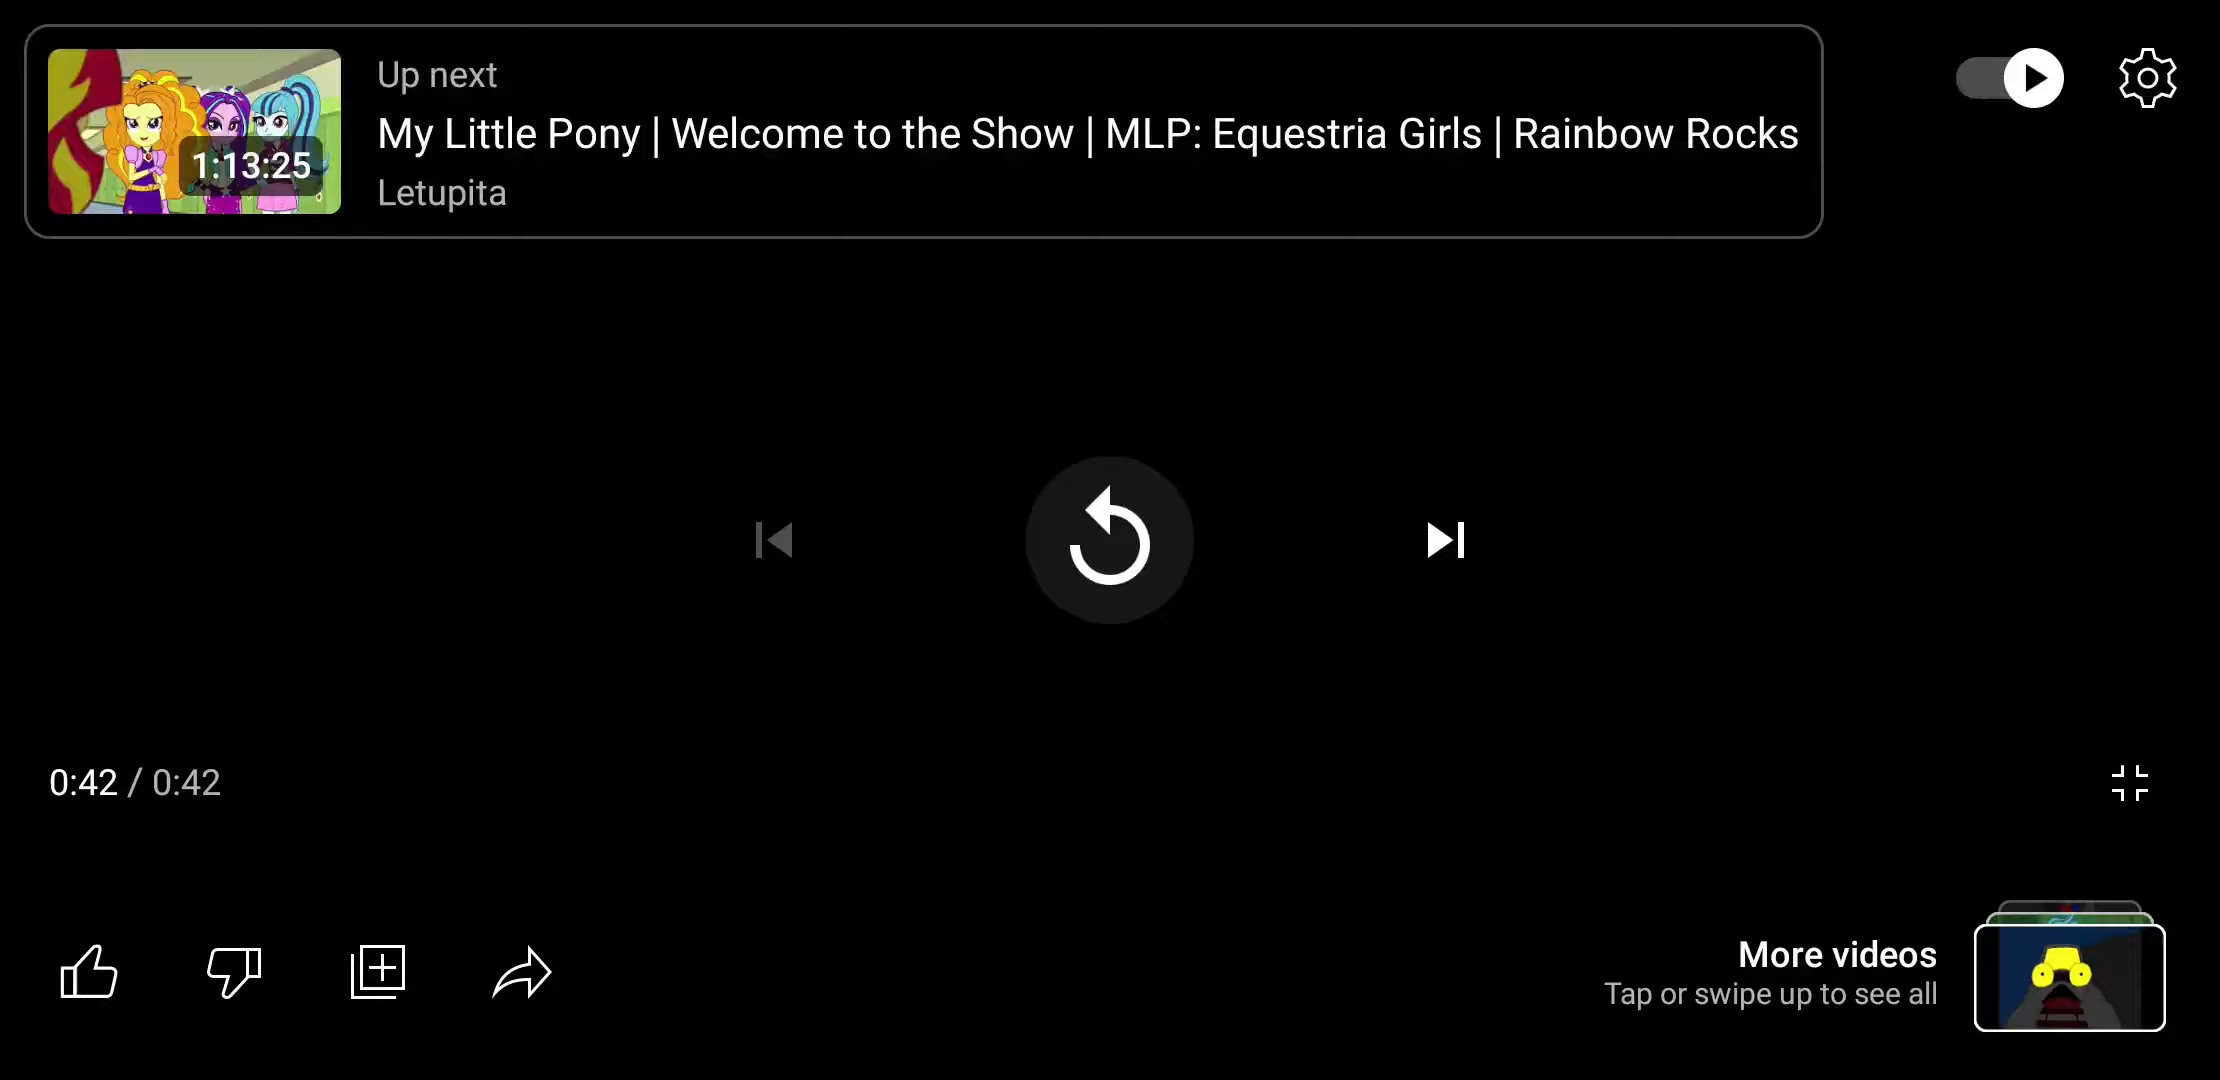 Up next
My Little Pony | Welcome to the Show | MLP: Equestria Girls | Rainbow Rocks
1:13:25
Letupita
0:42 / 0:42
More videos
Tap or swipe up to see all